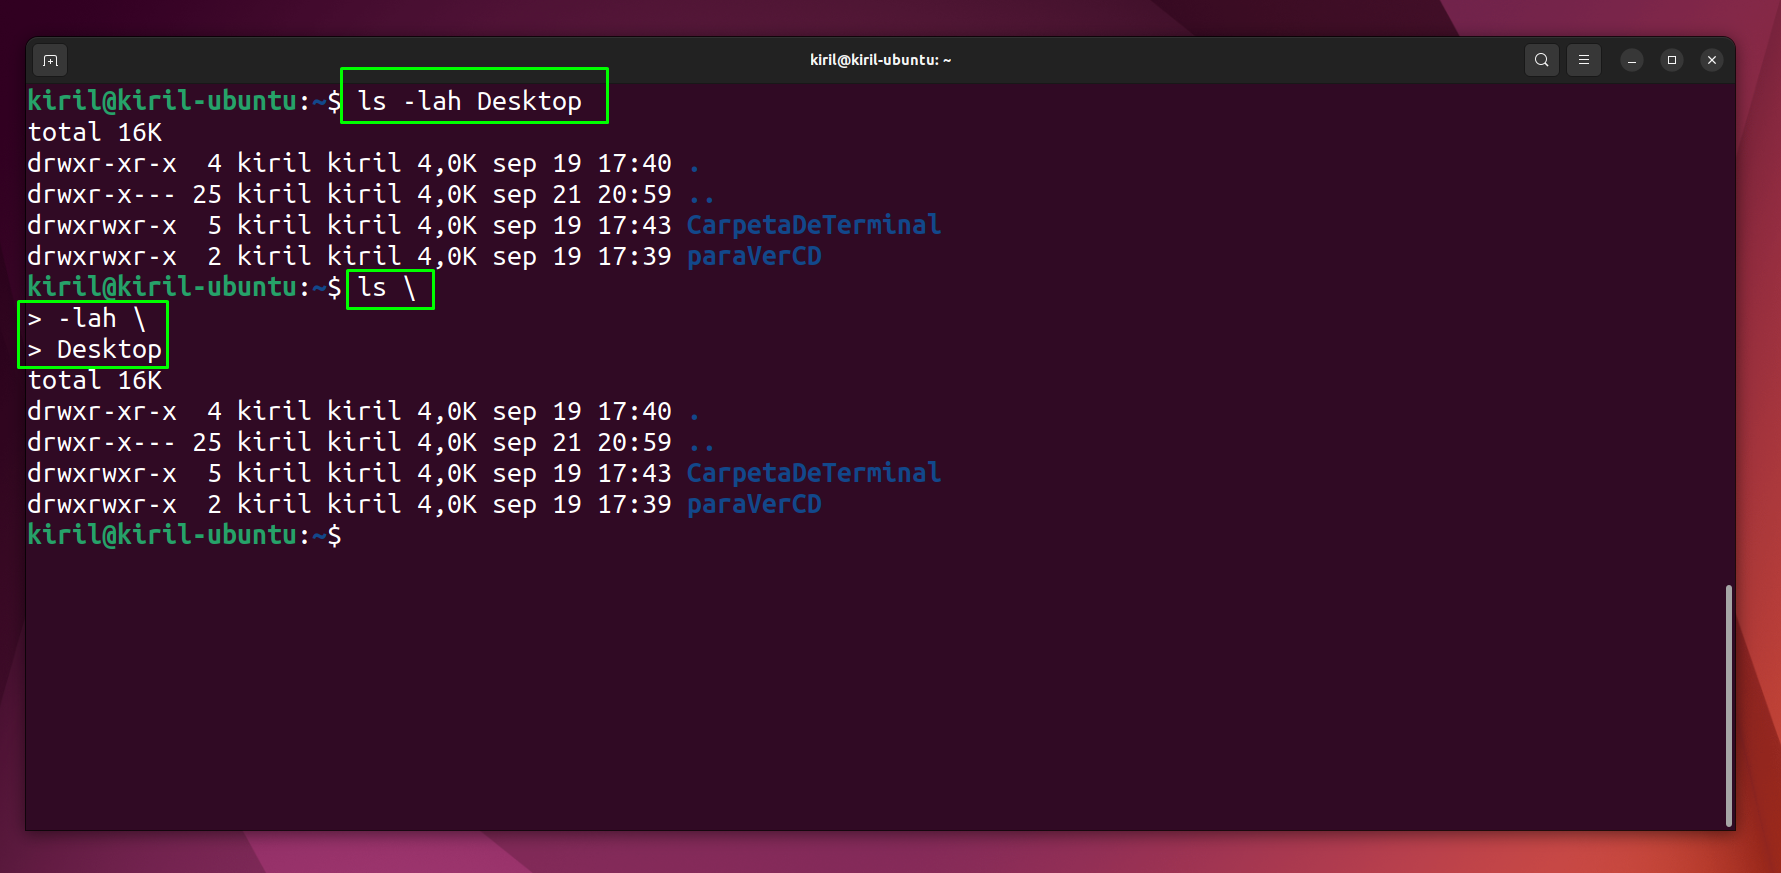 kiril@kiril-ubuntu: ~
kiril@kiril-ubuntu:~$ ls -lah Desktop
total 16K
drwxr-xr-x  4 kiril kiril 4,0K sep 19 17:40 .
drwxr-x--- 25 kiril kiril 4,0K sep 21 20:59 ..
drwxrwxr-x  5 kiril kiril 4,0K sep 19 17:43 CarpetaDeTerminal
drwxrwxr-x  2 kiril kiril 4,0K sep 19 17:39 paraVerCD
kiril@kiril-ubuntu:~$ ls \
> -lah \
> Desktop
total 16K
drwxr-xr-x  4 kiril kiril 4,0K sep 19 17:40 .
drwxr-x--- 25 kiril kiril 4,0K sep 21 20:59 ..
drwxrwxr-x  5 kiril kiril 4,0K sep 19 17:43 CarpetaDeTerminal
drwxrwxr-x  2 kiril kiril 4,0K sep 19 17:39 paraVerCD
kiril@kiril-ubuntu:~$